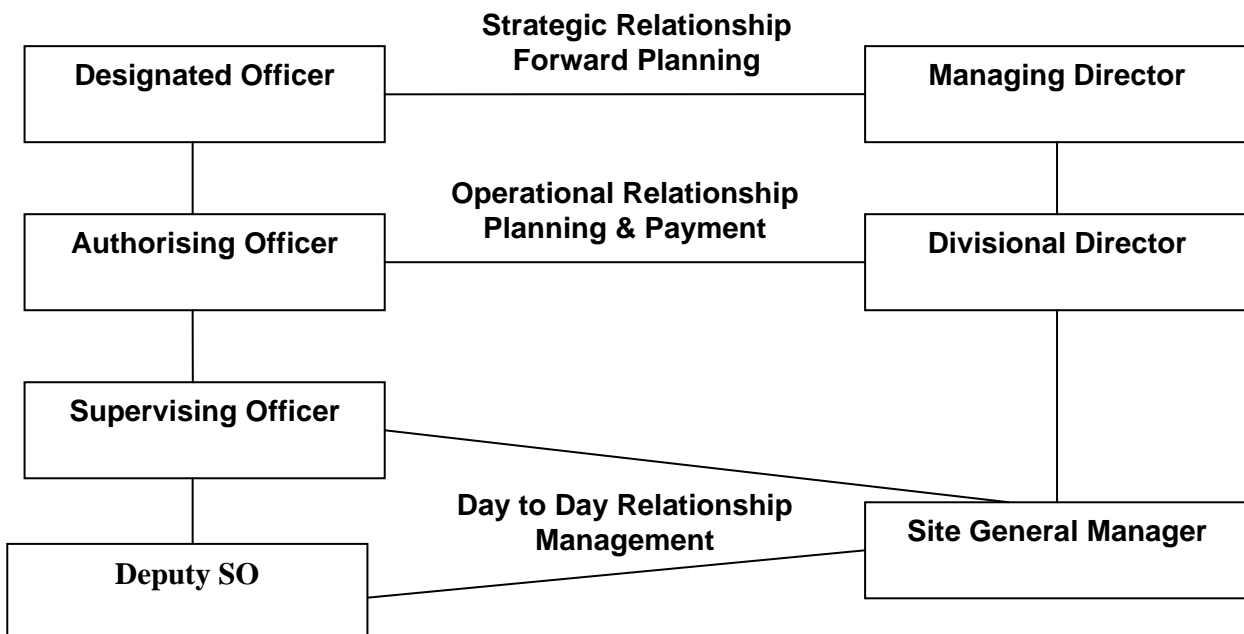 Strategic Relationship
Forward Planning
Designated Officer
Managing Director
Operational Relationship
Planning & Payment
Authorising Officer
Divisional Director
Supervising Officer
Day to Day Relationship
Management
Site General Manager
Deputy SO